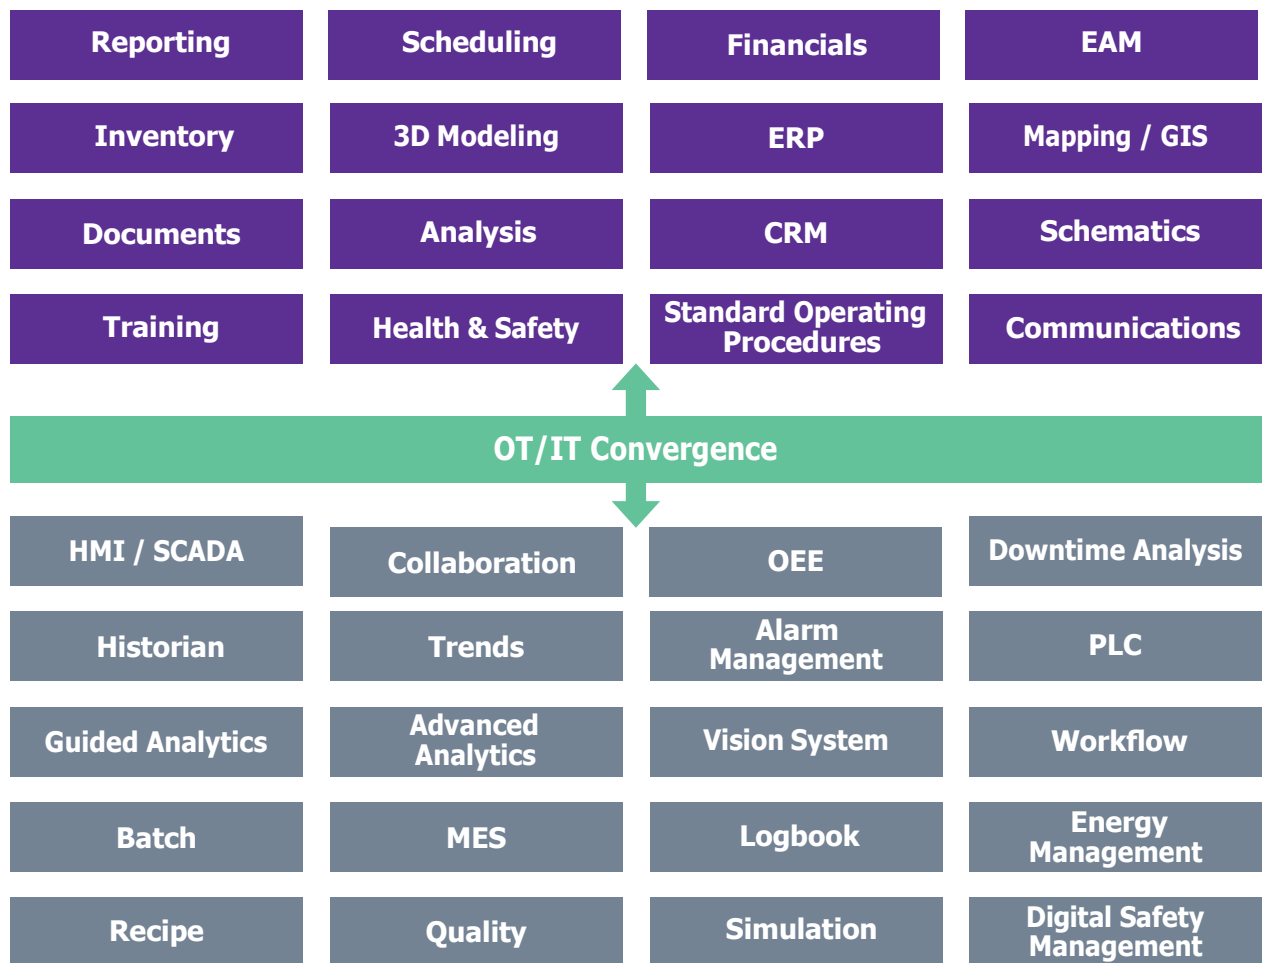 Reporting
Scheduling
Financials
EAM
Inventory
3D Modeling
ERP
Mapping / GIS
Documents
Analysis
CRM
Schematics
Training
Health & Safety
Standard Operating
Procedures
Communications
OT/IT Convergence
HMI / SCADA
Collaboration
OEE
Downtime Analysis
Historian
Trends
Alarm
Management
PLC
Guided Analytics
Advanced
Analytics
Vision System
Workflow
Batch
MES
Logbook
Energy
Management
Recipe
Quality
Simulation
Digital Safety
Management